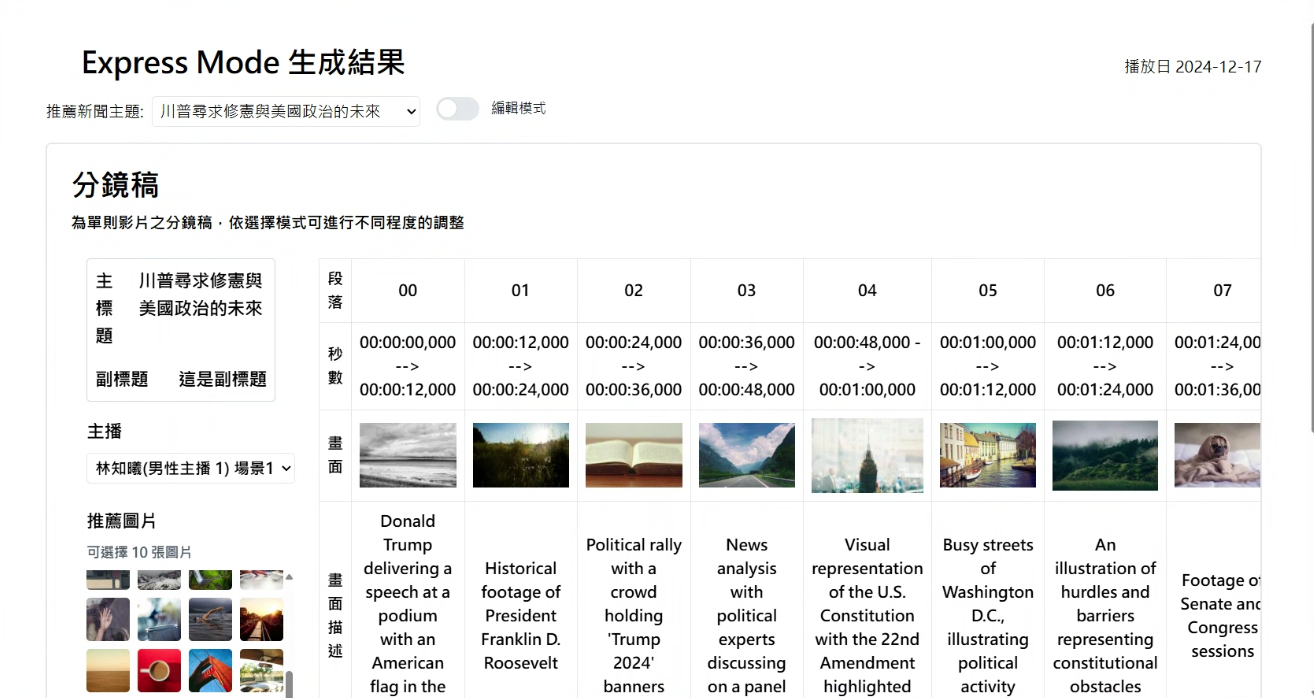 Express Mode 生成結果
播放日 2024-12-17
推薦新聞主題: 川普尋求修憲與美國政治的未來 編輯模式
分鏡稿
為單則影片之分鏡稿，依選擇模式可進行不同程度的調整
主標題 川普尋求修憲與
美國政治的未來
副標題 這是副標題
主播
林知曦(男性主播 1) 場景1
推薦圖片
可選擇 10 張圖片
段落 00 01 02 03 04 05 06 07
秒數
00:00:00,000
-->
00:00:12,000
00:00:12,000
-->
00:00:24,000
00:00:24,000
-->
00:00:36,000
00:00:36,000
-->
00:00:48,000
00:00:48,000 -
->
00:01:00,000
00:01:00,000
-->
00:01:12,000
00:01:12,000
-->
00:01:24,000
00:01:24,00
-->
00:01:36,00
畫面
畫面描述
Donald
Trump
delivering a
speech at a
podium
with an
American
flag in the
Historical
footage of
President
Franklin D.
Roosevelt
Political rally
with a
crowd
holding
'Trump
2024'
banners
News
analysis
with
political
experts
discussing
on a panel
Visual
representation
of the U.S.
Constitution
with the 22nd
Amendment
highlighted
Busy streets
of
Washington
D.C.,
illustrating
political
activity
An
illustration of
hurdles and
barriers
representing
constitutional
obstacles
Footage of
Senate and
Congress
sessions